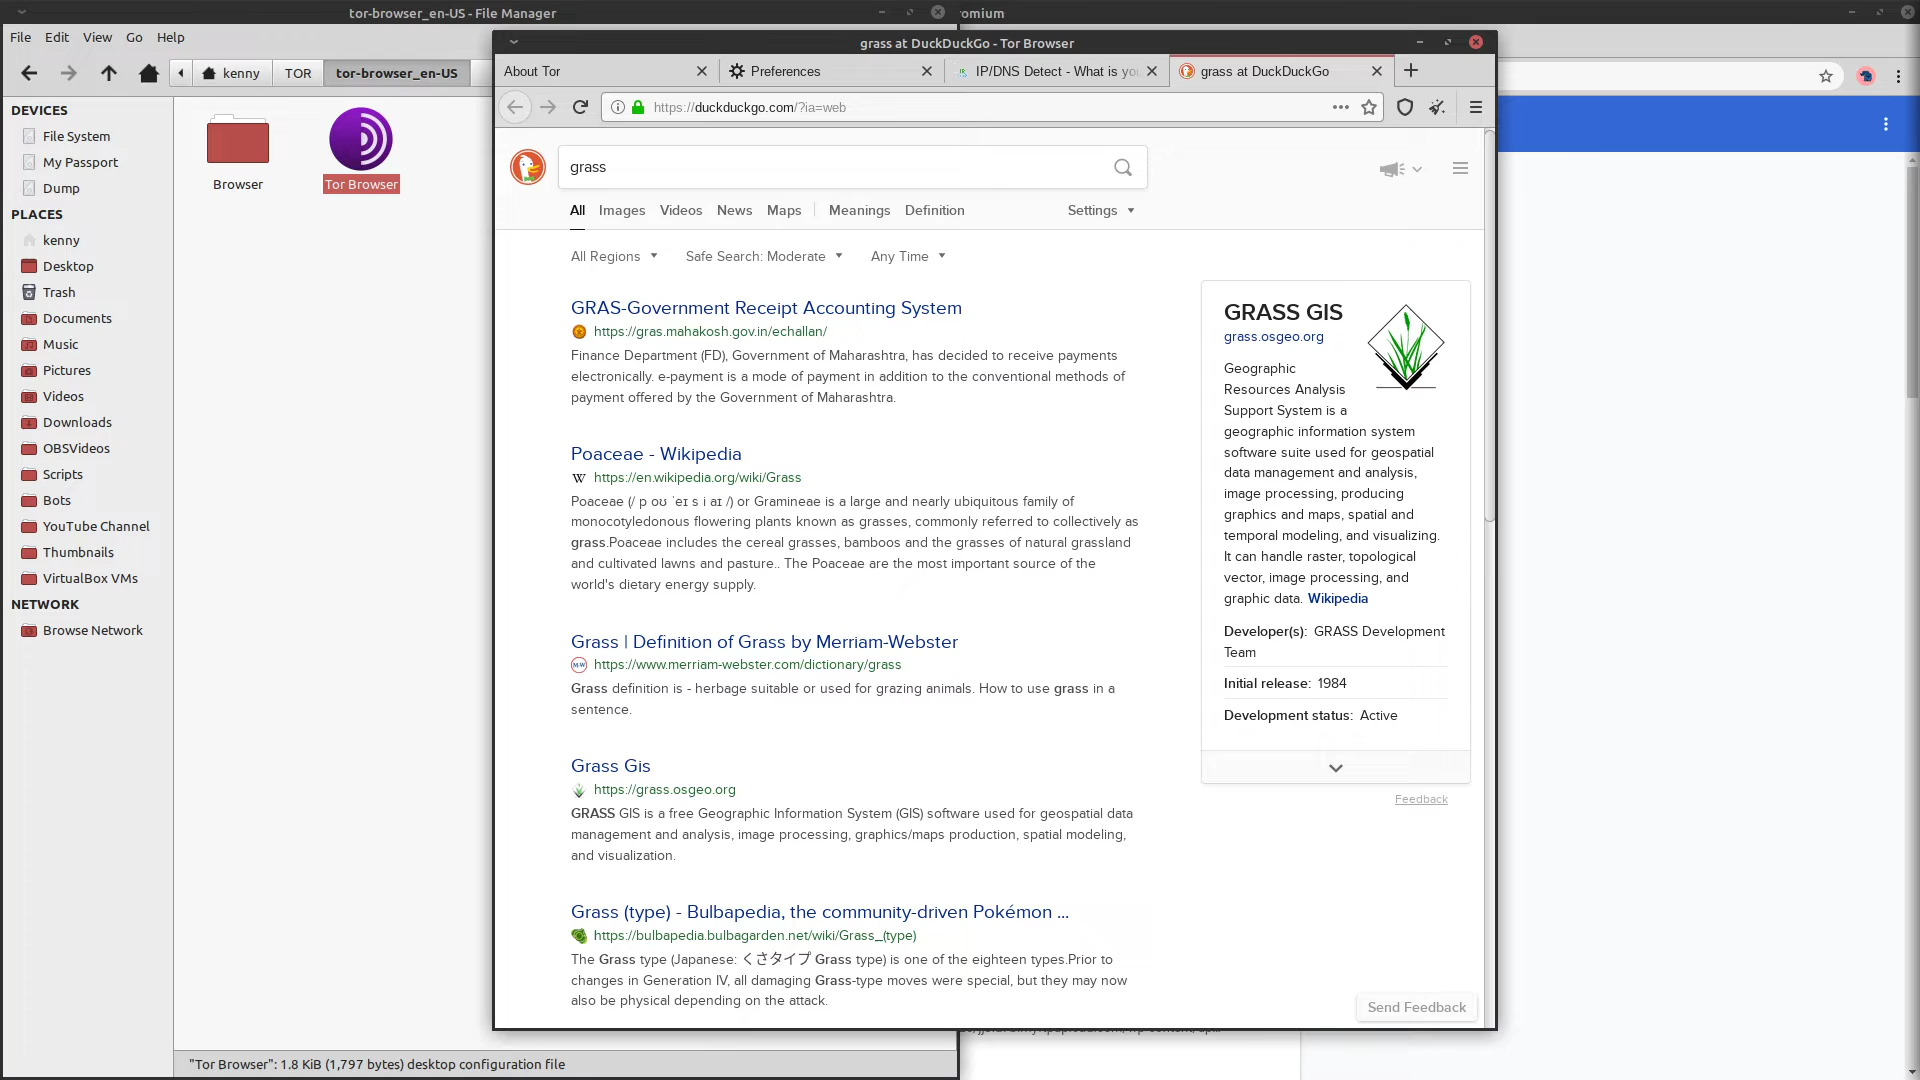 tor-browser_en-US - File Manager
omium
File Edit View Go Help
kenny TOR tor-browser_en-US
DEVICES
File System
My Passport
Dump
PLACES
kenny
Desktop
Trash
Documents
Music
Pictures
Videos
Downloads
OBSVideos
Scripts
Bots
YouTube Channel
Thumbnails
VirtualBox VMs
NETWORK
Browse Network
Browser
Tor Browser
"Tor Browser": 1.8 KiB (1,797 bytes) desktop configuration file
grass at DuckDuckGo - Tor Browser
About Tor Preferences IP/DNS Detect - What is yo grass at DuckDuckGo
https://duckduckgo.com/?ia=web
grass
All Images Videos News Maps Meanings Definition Settings
All Regions Safe Search: Moderate Any Time
GRAS-Government Receipt Accounting System
https://gras.mahakosh.gov.in/echallan/
Finance Department (FD), Government of Maharashtra, has decided to receive payments
electronically. e-payment is a mode of payment in addition to the conventional methods of
payment offered by the Government of Maharashtra.
Poaceae - Wikipedia
W https://en.wikipedia.org/wiki/Grass
Poaceae (/ p oʊ ˈeɪ s i aɪ /) or Gramineae is a large and nearly ubiquitous family of
monocotyledonous flowering plants known as grasses, commonly referred to collectively as
grass.Poaceae includes the cereal grasses, bamboos and the grasses of natural grassland
and cultivated lawns and pasture.. The Poaceae are the most important source of the
world's dietary energy supply.
Grass | Definition of Grass by Merriam-Webster
M-W https://www.merriam-webster.com/dictionary/grass
Grass definition is - herbage suitable or used for grazing animals. How to use grass in a
sentence.
Grass Gis
https://grass.osgeo.org
GRASS GIS is a free Geographic Information System (GIS) software used for geospatial data
management and analysis, image processing, graphics/maps production, spatial modeling,
and visualization.
Grass (type) - Bulbapedia, the community-driven Pokémon ...
https://bulbapedia.bulbagarden.net/wiki/Grass_(type)
The Grass type (Japanese: くさタイプ Grass type) is one of the eighteen types.Prior to
changes in Generation IV, all damaging Grass-type moves were special, but they may now
also be physical depending on the attack.
GRASS GIS
grass.osgeo.org
Geographic
Resources Analysis
Support System is a
geographic information system
software suite used for geospatial
data management and analysis,
image processing, producing
graphics and maps, spatial and
temporal modeling, and visualizing.
It can handle raster, topological
vector, image processing, and
graphic data. Wikipedia
Developer(s): GRASS Development
Team
Initial release: 1984
Development status: Active
Feedback
Send Feedback